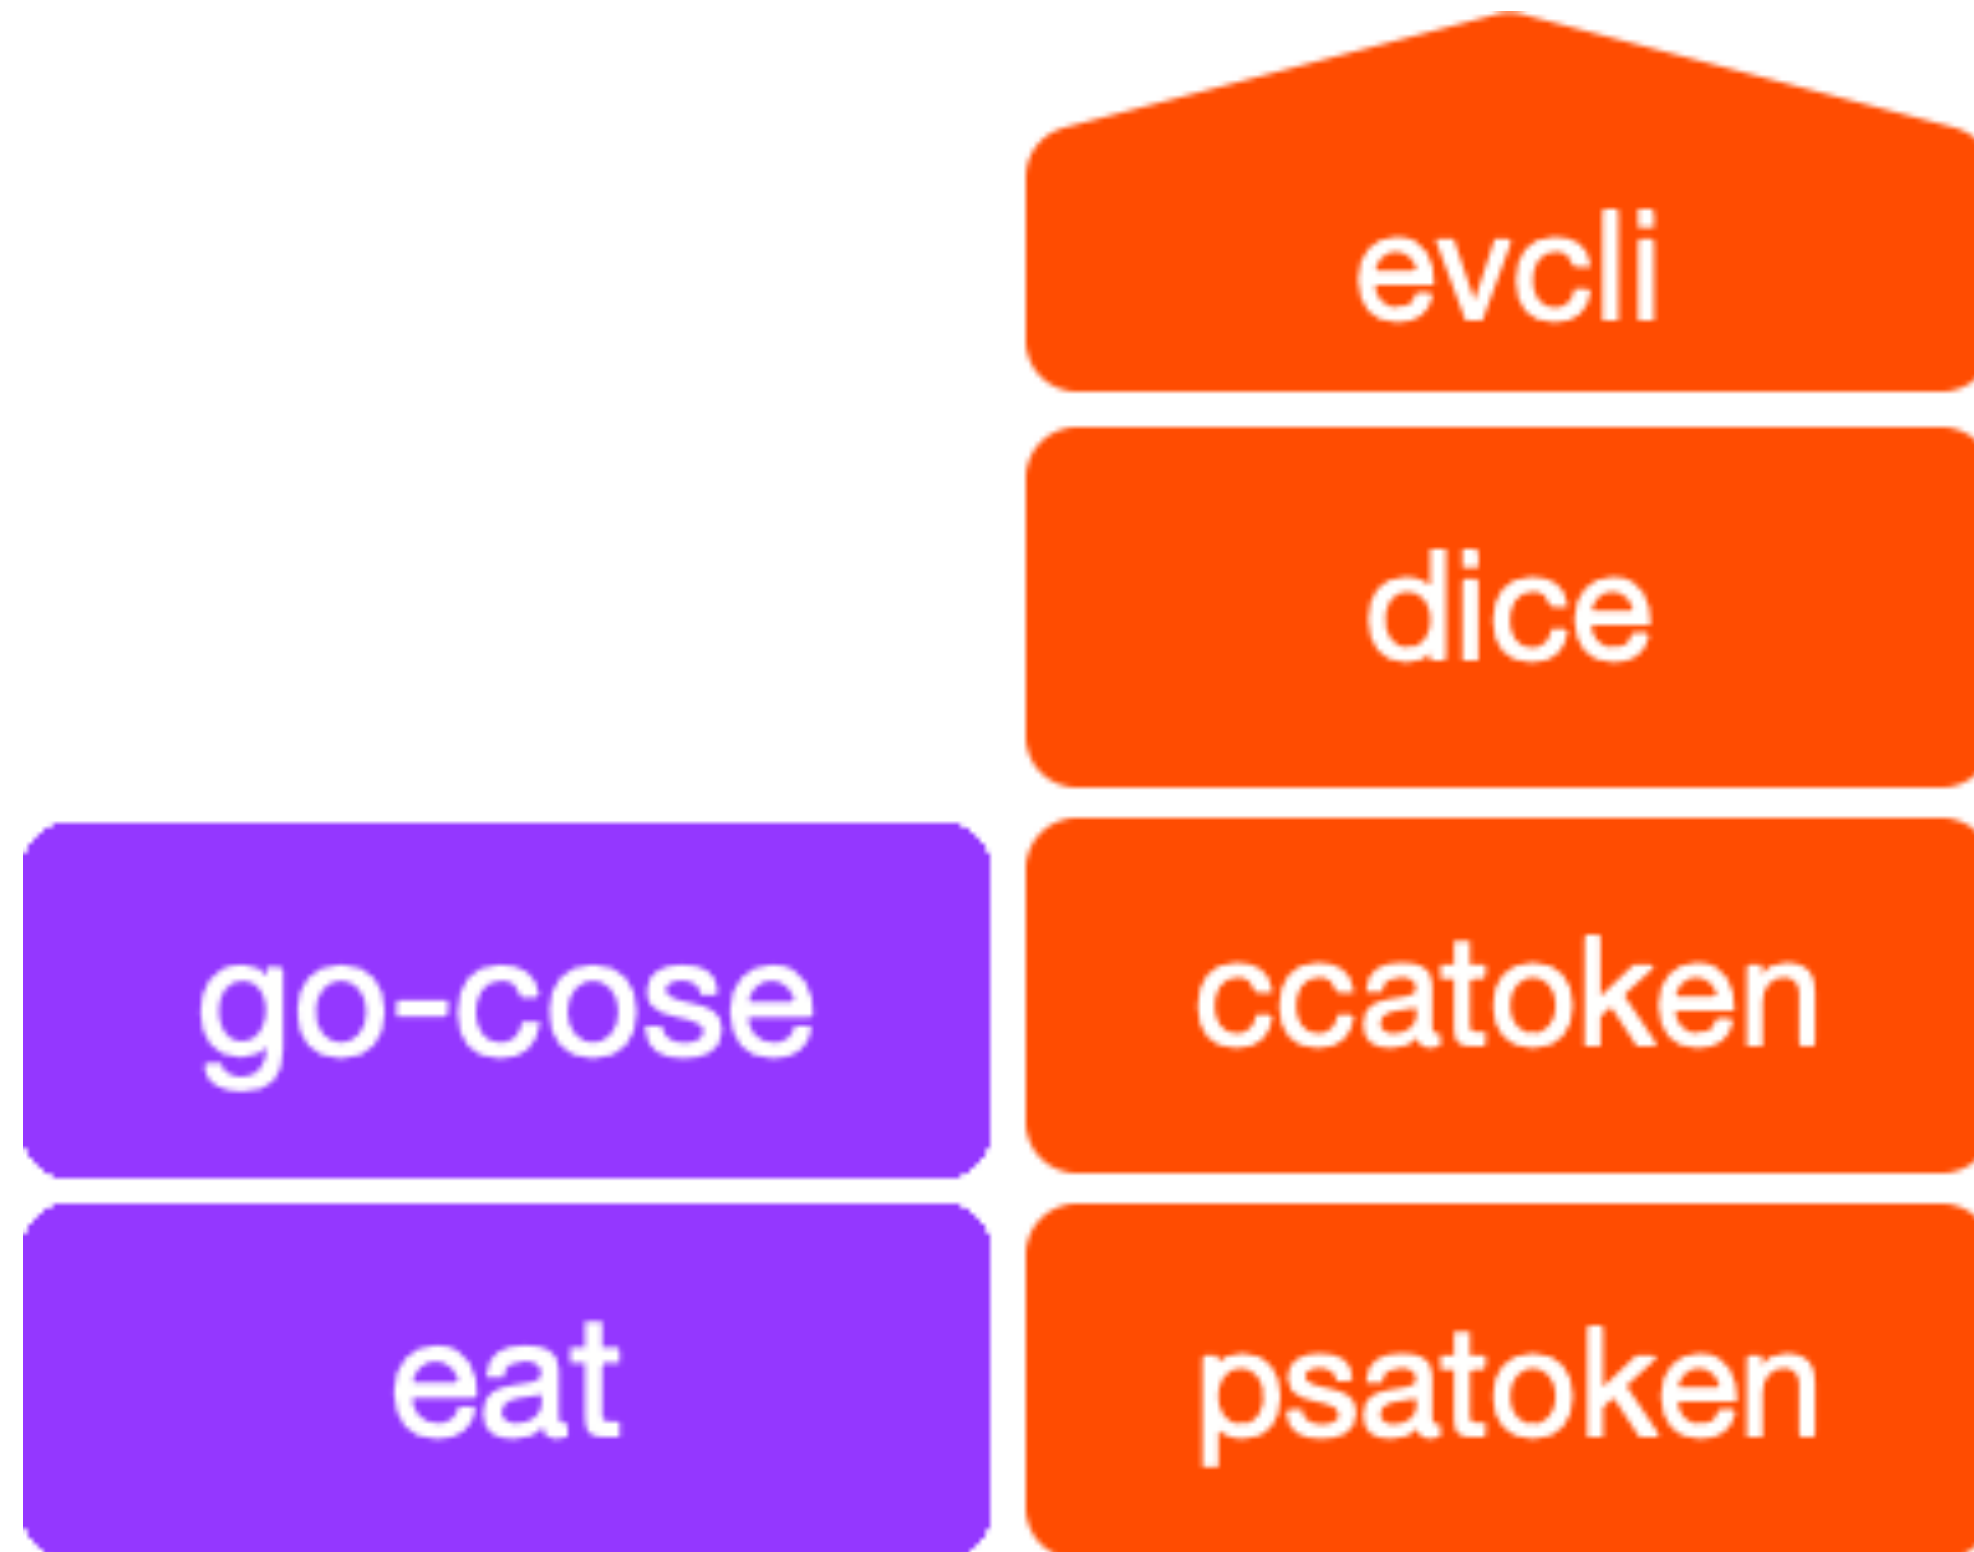 evcli
dice
go-cose
ccatoken
eat
psatoken